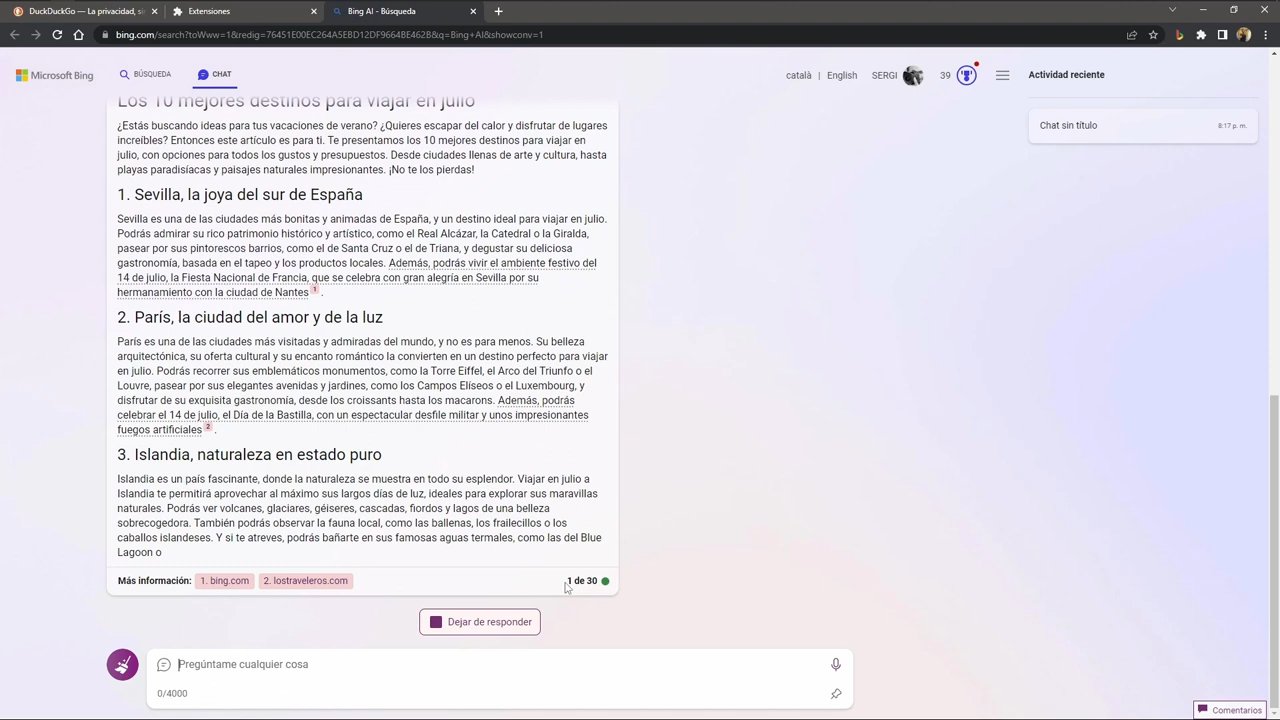 DuckDuckGo — La privacidad, si
Extensiones
Bing AI - Búsqueda
bing.com/search?toWww=1&redig=76451E00EC264A5EBD12DF9664BE462B&q=Bing+AI&showconv=1
Microsoft Bing
BÚSQUEDA
CHAT
català | English
SERGI
39
Actividad reciente
Chat sin título
8:17 p. m.
Los 10 mejores destinos para viajar en julio
¿Estás buscando ideas para tus vacaciones de verano? ¿Quieres escapar del calor y disfrutar de lugares
increíbles? Entonces este artículo es para ti. Te presentamos los 10 mejores destinos para viajar en
julio, con opciones para todos los gustos y presupuestos. Desde ciudades llenas de arte y cultura, hasta
playas paradisíacas y paisajes naturales impresionantes. ¡No te los pierdas!
1. Sevilla, la joya del sur de España
Sevilla es una de las ciudades más bonitas y animadas de España, y un destino ideal para viajar en julio.
Podrás admirar su rico patrimonio histórico y artístico, como el Real Alcázar, la Catedral o la Giralda,
pasear por sus pintorescos barrios, como el de Santa Cruz o el de Triana, y degustar su deliciosa
gastronomía, basada en el tapeo y los productos locales. Además, podrás vivir el ambiente festivo del
14 de julio, la Fiesta Nacional de Francia, que se celebra con gran alegría en Sevilla por su
hermanamiento con la ciudad de Nantes 1 .
2. París, la ciudad del amor y de la luz
París es una de las ciudades más visitadas y admiradas del mundo, y no es para menos. Su belleza
arquitectónica, su oferta cultural y su encanto romántico la convierten en un destino perfecto para viajar
en julio. Podrás recorrer sus emblemáticos monumentos, como la Torre Eiffel, el Arco del Triunfo o el
Louvre, pasear por sus elegantes avenidas y jardines, como los Campos Elíseos o el Luxemburgo, y
disfrutar de su exquisita gastronomía, desde los croissants hasta los macarons. Además, podrás
celebrar el 14 de julio, el Día de la Bastilla, con un espectacular desfile militar y unos impresionantes
fuegos artificiales 2 .
3. Islandia, naturaleza en estado puro
Islandia es un país fascinante, donde la naturaleza se muestra en todo su esplendor. Viajar en julio a
Islandia te permitirá aprovechar al máximo sus largos días de luz, ideales para explorar sus maravillas
naturales. Podrás ver volcanes, glaciares, géiseres, cascadas, fiordos y lagos de una belleza
sobrecogedora. También podrás observar la fauna local, como las ballenas, los frailecillos o los
caballos islandeses. Y si te atreves, podrás bañarte en sus famosas aguas termales, como las del Blue
Lagoon o
Más información: 1. bing.com 2. lostraveleros.com 1 de 30
Dejar de responder
Pregúntame cualquier cosa
0/4000
Comentarios